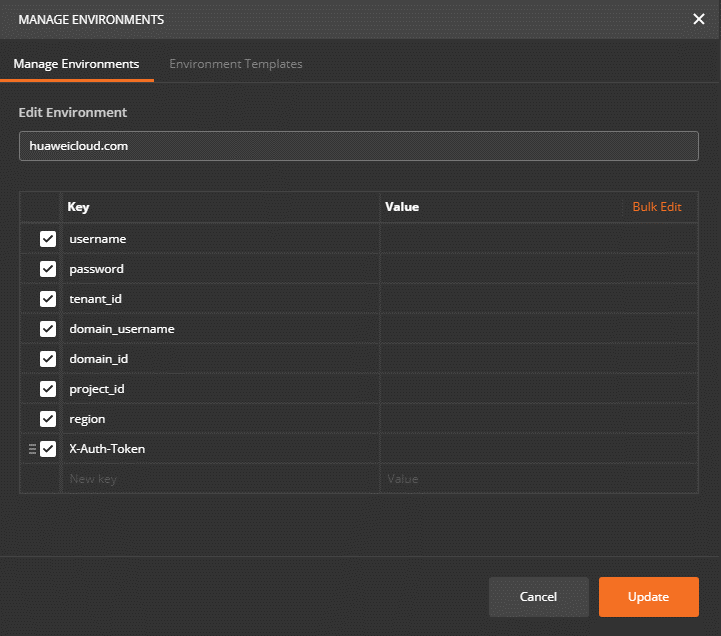 MANAGE ENVIRONMENTS
Manage Environments Environment Templates
Edit Environment
huaweicloud.com
Key Value Bulk Edit
username
password
tenant_id
domain_username
domain_id
project_id
region
X-Auth-Token
New key Value
Cancel Update